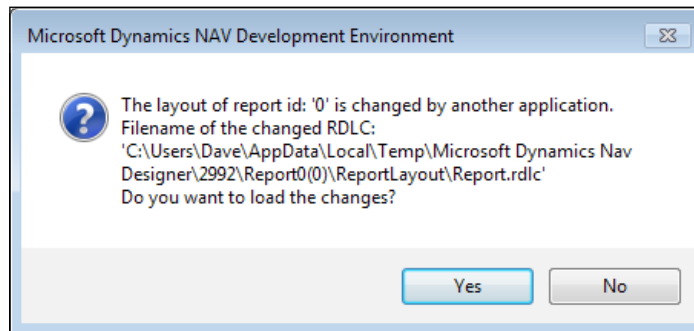 Microsoft Dynamics NAV Development Environment
The layout of report id: '0' is changed by another application.
Filename of the changed RDLC:
'C:\Users\Dave\AppData\Local\Temp\Microsoft Dynamics Nav
Designer\2992\Report0(0)\ReportLayout\Report.rdlc'
Do you want to load the changes?
Yes
No